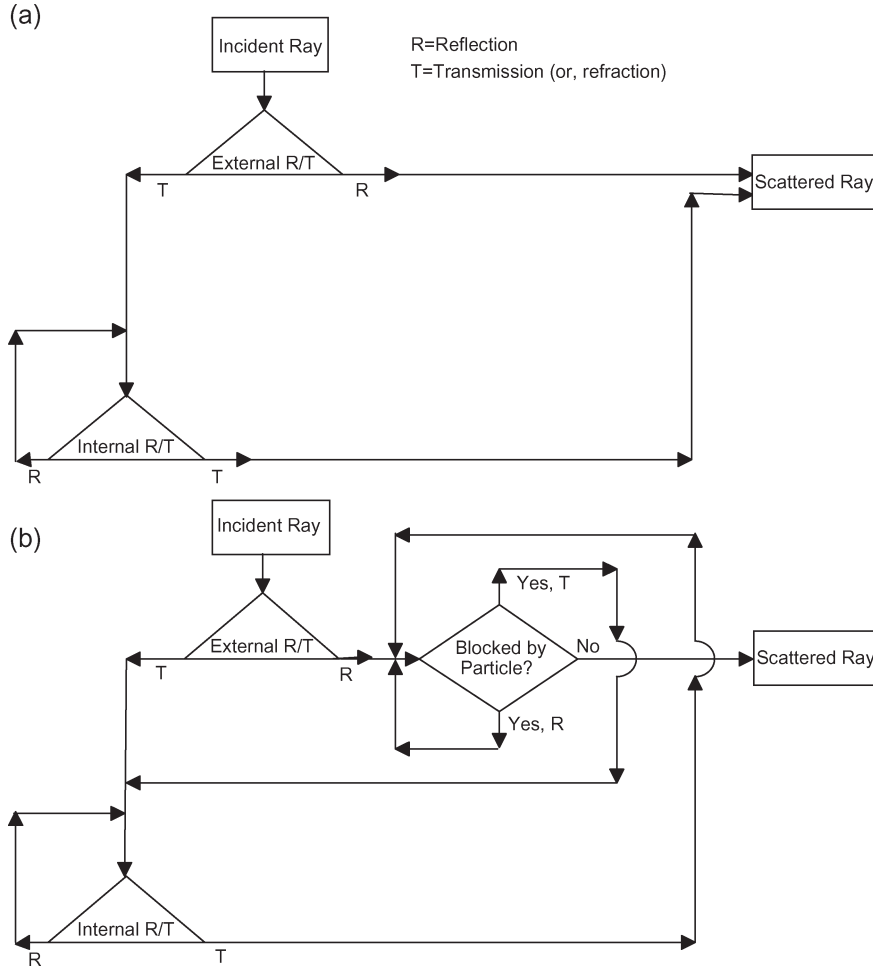 (a)
Incident Ray
R=Reflection
T=Transmission (or, refraction)
External R/T
T
R
Scattered Ray
Internal R/T
R
T
(b)
Incident Ray
Yes, T
External R/T
T
R
Blocked by
Particle?
No
Scattered Ray
Yes, R
Internal R/T
R
T